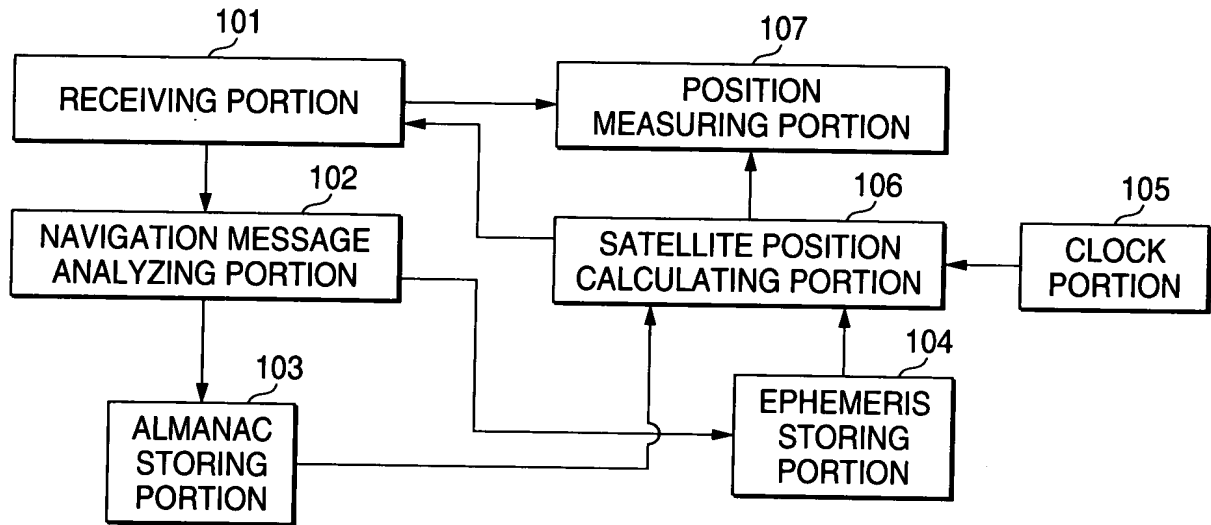 101
RECEIVING PORTION
107
POSITION
MEASURING PORTION
102
NAVIGATION MESSAGE
ANALYZING PORTION
106
SATELLITE POSITION
CALCULATING PORTION
105
CLOCK
PORTION
103
ALMANAC
STORING
PORTION
104
EPHEMERIS
STORING
PORTION